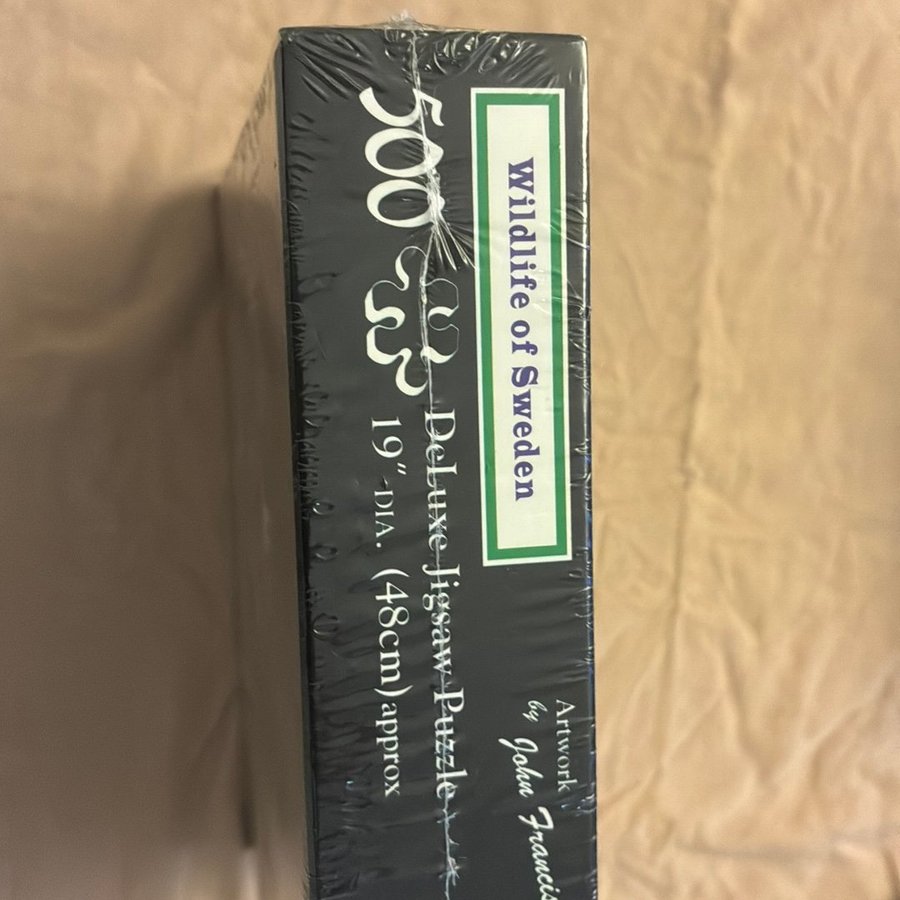 Wildlife of Sweden
500
DeLuxe Jigsaw Puzzle
19" DIA. (48cm) approx
Artwork
by John Francis